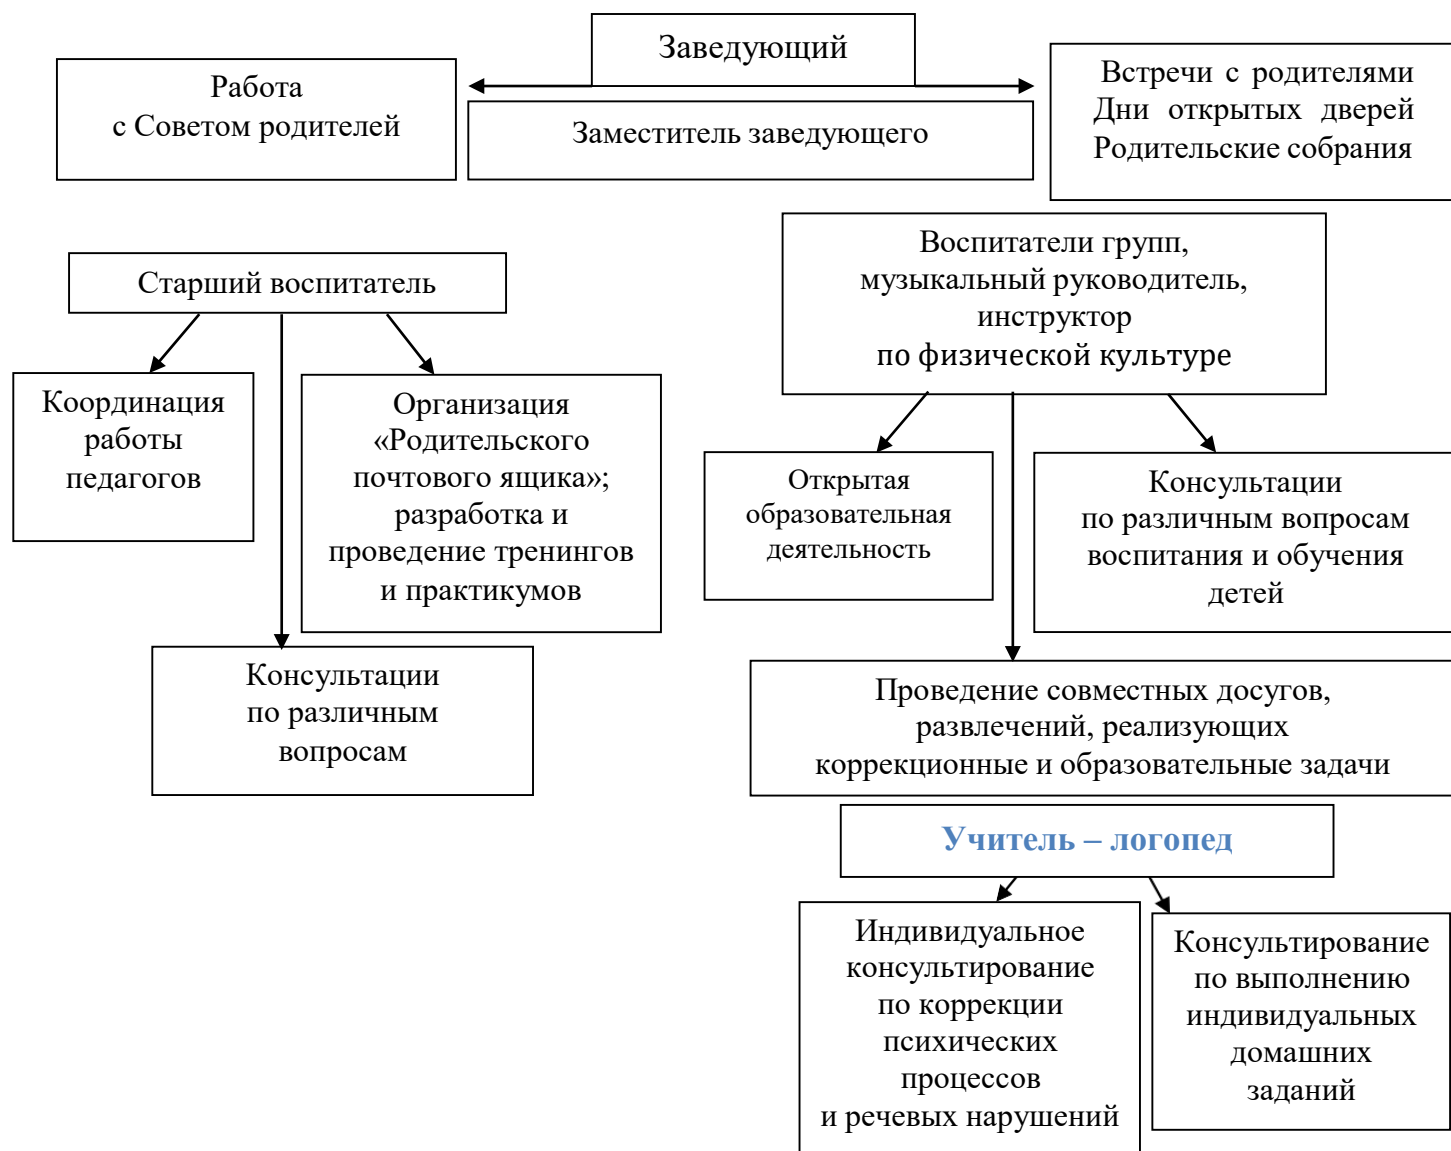 Заведующий
Работа
с Советом родителей
Заместитель заведующего
Встречи с родителями
Дни открытых дверей
Родительские собрания
Старший воспитатель
Координация
работы
педагогов
Организация
«Родительского
почтового ящика»;
разработка и
проведение тренингов
и практикумов
Консультации
по различным
вопросам
Воспитатели групп,
музыкальный руководитель,
инструктор
по физической культуре
Открытая
образовательная
деятельность
Консультации
по различным вопросам
воспитания и обучения
детей
Проведение совместных досугов,
развлечений, реализующих
коррекционные и образовательные задачи
Учитель – логопед
Индивидуальное
консультирование
по коррекции
психических
процессов
и речевых нарушений
Консультирование
по выполнению
индивидуальных
домашних
заданий